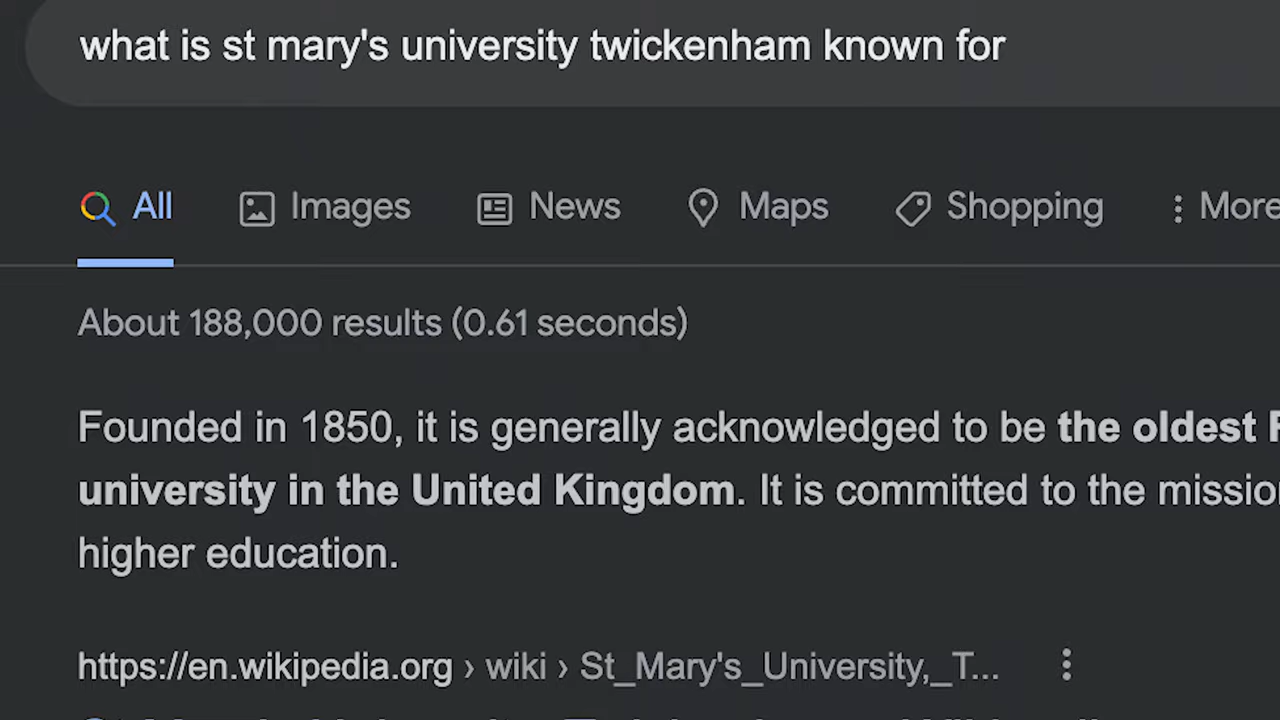 what is st mary's university twickenham known for
All Images News Maps Shopping More
About 188,000 results (0.61 seconds)
Founded in 1850, it is generally acknowledged to be the oldest
university in the United Kingdom. It is committed to the
higher education.
https://en.wikipedia.org › wiki › St_Mary's_University,_T...